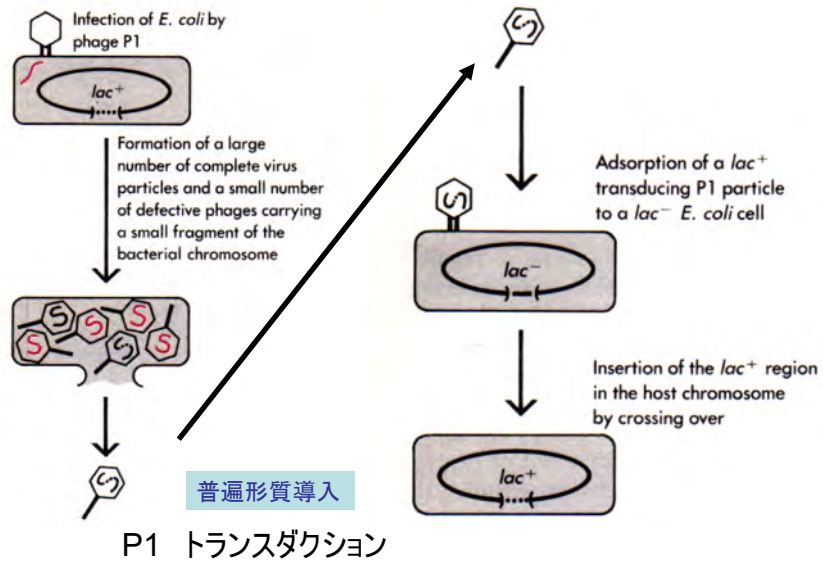 Infection of E. coli by
phage P1
lac+
Formation of a large
number of complete virus
particles and a small number
of defective phages carrying
a small fragment of the
bacterial chromosome
普遍形質導入
P1 トランスダクション
Adsorption of a lac+
transducing P1 particle
to a lac− E. coli cell
lac−
Insertion of the lac+ region
in the host chromosome
by crossing over
lac+